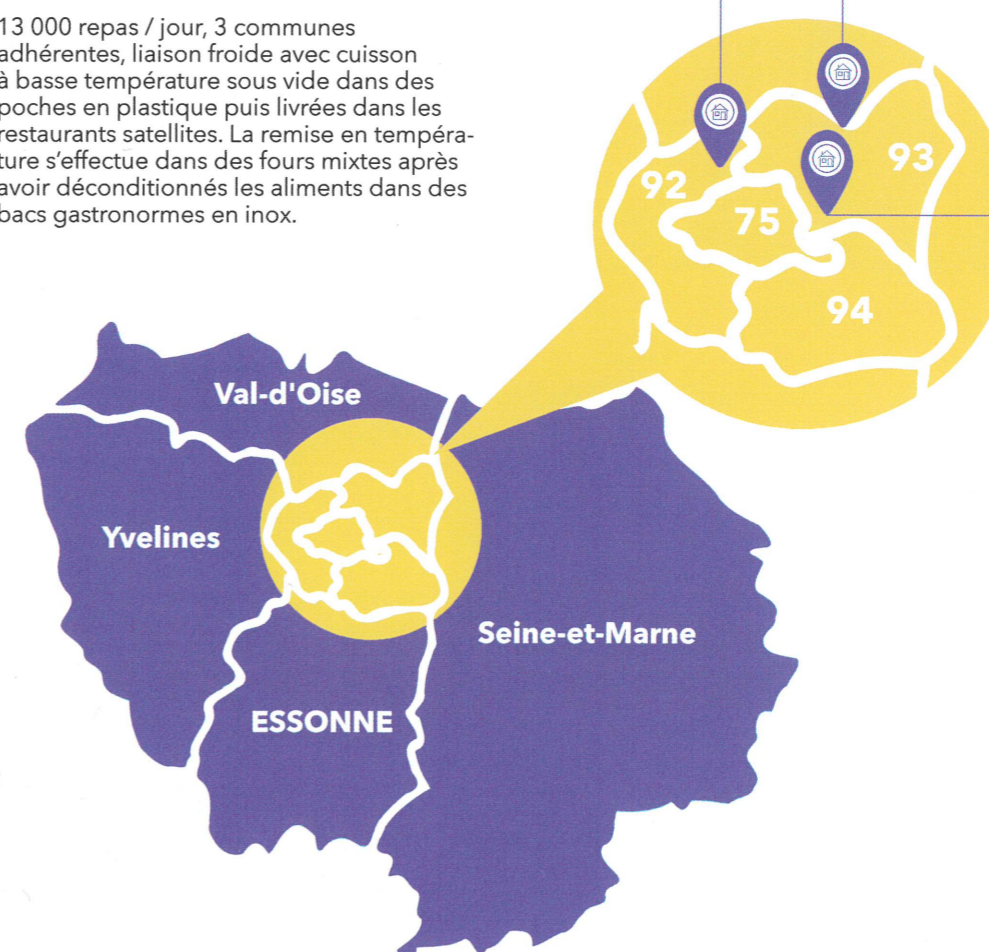 13 000 repas / jour, 3 communes
adhérentes, liaison froide avec cuisson
à basse température sous vide dans des
poches en plastique puis livrées dans les
restaurants satellites. La remise en tempéra-
ture s'effectue dans des fours mixtes après
avoir déconditionnés les aliments dans des
bacs gastronormes en inox.
92
93
75
94
Val-d'Oise
Yvelines
Seine-et-Marne
ESSONNE